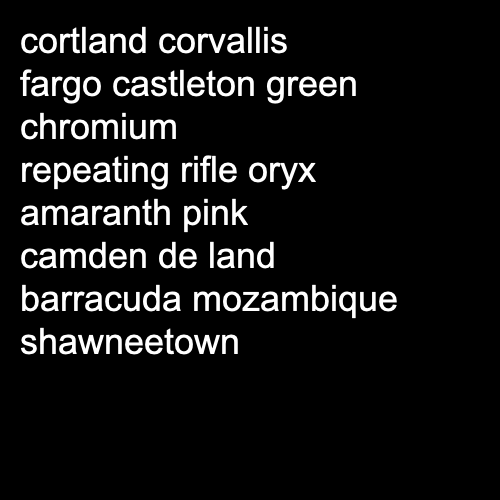 cortland corvallis
fargo castleton green
chromium
repeating rifle oryx
amaranth pink
camden de land
barracuda mozambique
shawneetown